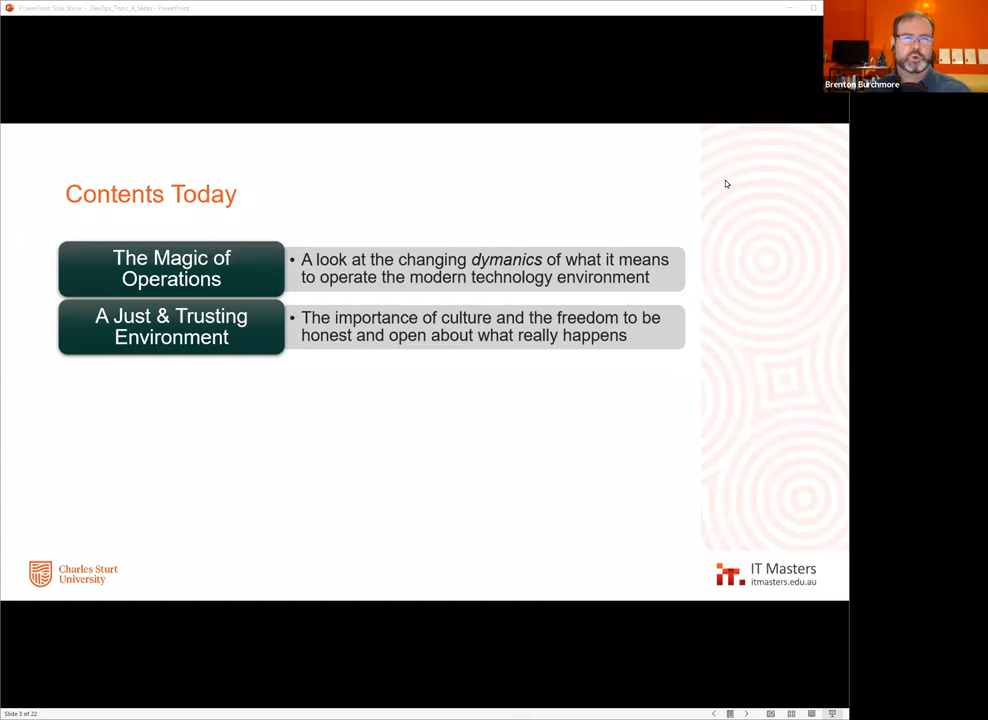 PowerPoint Slide Show - DevOps_Topic_4_Slides - PowerPoint
Brenton Burchmore
Contents Today
The Magic of
Operations
• A look at the changing dymanics of what it means
to operate the modern technology environment
A Just & Trusting
Environment
• The importance of culture and the freedom to be
honest and open about what really happens
Charles Sturt
University
IT Masters
itmasters.edu.au
Slide 3 of 22